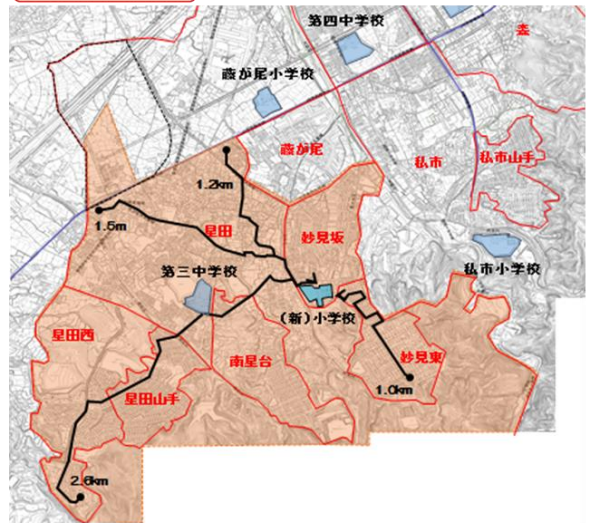 第四中学校
藤が尾小学校
藤が尾
私市
私市山手
1.2km
1.5m
星田
妙見坂
第三中学校
私市小学校
(新)小学校
星田西
南星台
妙見東
1.0km
星田山手
2.6km